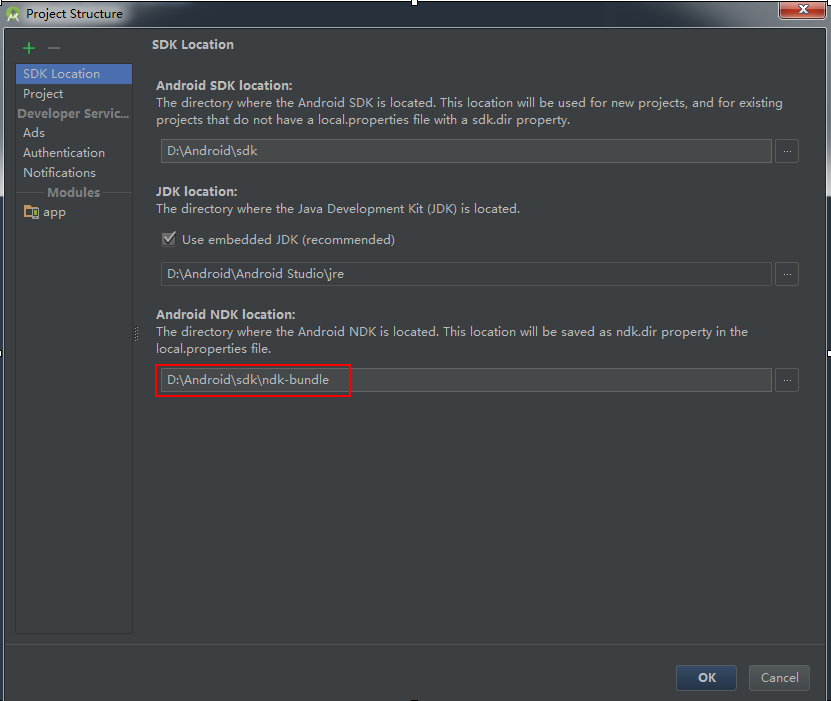 Project Structure
SDK Location
SDK Location
Project
Developer Servic...
Ads
Authentication
Notifications
Modules
app
Android SDK location:
The directory where the Android SDK is located. This location will be used for new projects, and for existing
projects that do not have a local.properties file with a sdk.dir property.
D:\Android\sdk
...
JDK location:
The directory where the Java Development Kit (JDK) is located.
Use embedded JDK (recommended)
D:\Android\Android Studio\jre
...
Android NDK location:
The directory where the Android NDK is located. This location will be saved as ndk.dir property in the
local.properties file.
D:\Android\sdk\ndk-bundle
...
OK
Cancel